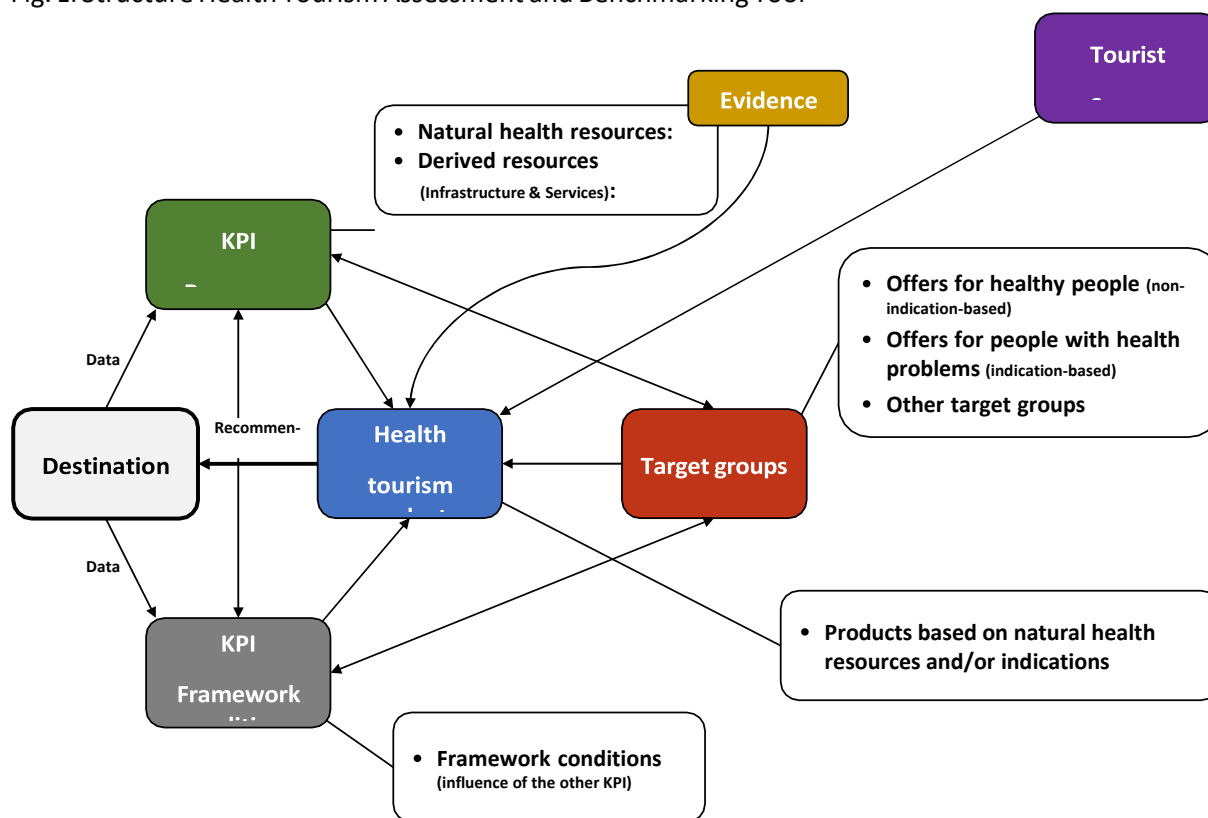 Tourist
Evidence
• Natural health resources:
• Derived resources
(Infrastructure & Services):
KPI
• Offers for healthy people (non-
indication-based)
• Offers for people with health
problems (indication-based)
• Other target groups
Data
Recommen-
Health
tourism
Destination
Target groups
Data
KPI
Framework
• Products based on natural health
resources and/or indications
• Framework conditions
(influence of the other KPI)